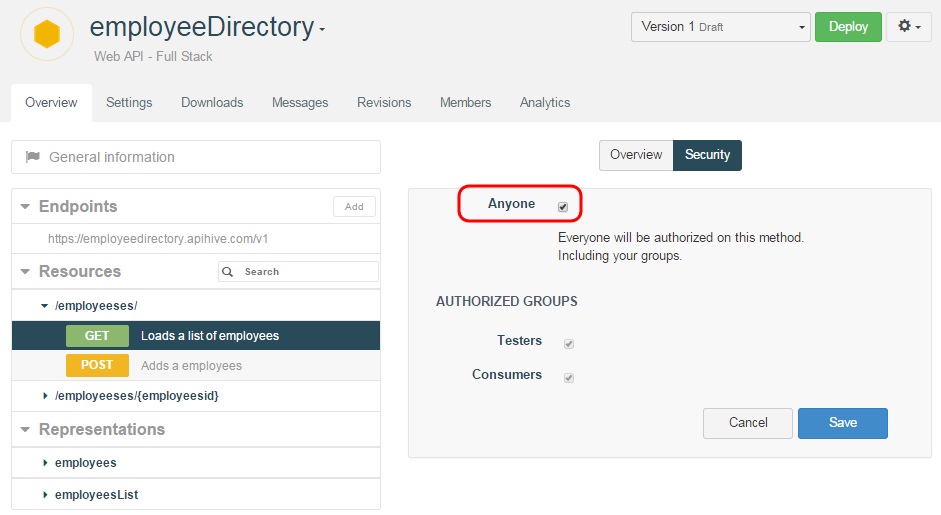 employeeDirectory
Web API - Full Stack
Version 1 Draft
Deploy
Overview
Settings
Downloads
Messages
Revisions
Members
Analytics
General information
Endpoints
Add
https://employeedirectory.apihive.com/v1
Resources
Search
/employeeses/
GET Loads a list of employees
POST Adds a employees
/employeeses/{employeesid}
Representations
employees
employeesList
Overview
Security
Anyone
Everyone will be authorized on this method.
Including your groups.
AUTHORIZED GROUPS
Testers
Consumers
Cancel
Save